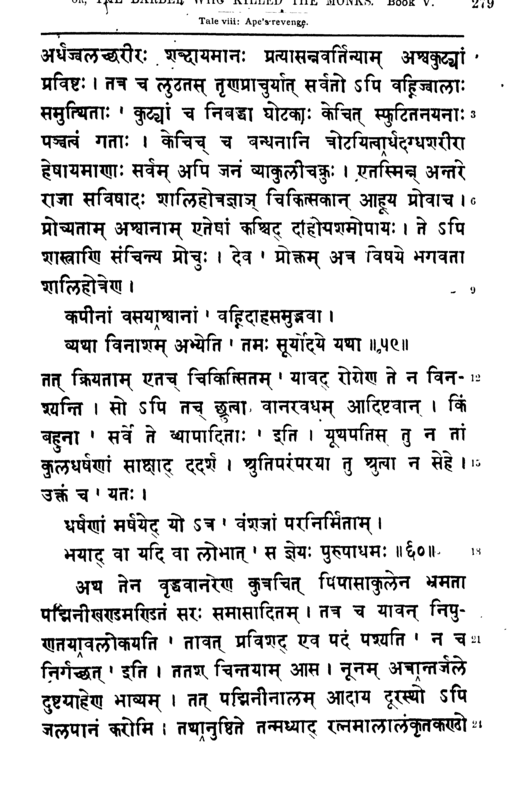 or, THE BARBER WHO KILLED THE MONKS. Book V. 279
Tale viii: Ape's revenge.
अर्धज्वलच्छरीरः शब्दायमानः प्रत्यासन्नवर्तिन्याम् अश्वकुट्यां
प्रविष्टः । तत्र च लुठतस् तृणप्राचुर्यात् सर्वतो ऽपि वह्निज्वालाः
समुत्थिताः ' कुट्यां च निबद्धा घोटकाः केचित् स्फुटितनयनाः 3
पञ्चत्वं गताः । केचिच् च बन्धनानि चोटयित्वार्धदग्धशरीरा
हेषायमाणाः सर्वम् अपि जनं व्याकुलीचक्रुः । एतस्मिन्न् अन्तरे
राजा सविषादः शालिहोत्रज्ञाञ् चिकित्सकान् आहूय प्रोवाच । 6
प्रोच्यताम् अश्वानाम् एतेषां कश्चिद् दाहोपशमोपायः । ते ऽपि
शास्त्राणि संचिन्त्य प्रोचुः । देव ' प्रोक्तम् अत्र विषये भगवता
शालिहोत्रेण । 9
कपीनां वसयाश्वानां ' वह्निदाहसमुद्भवा ।
व्यथा विनाशम् अभ्येति ' तमः सूर्योदये यथा ॥५९॥
तत् क्रियताम् एतच् चिकित्सितम् ' यावद् रोगेण ते न विन- 12
श्यन्ति । सो ऽपि तच् छ्रुत्वा वानरवधम् आदिष्टवान् । किं
बहुना ' सर्वे ते व्यापादिताः ' इति । यूथपतिस् तु न तां
कुलधर्षणां साक्षाद् ददर्श । श्रुतिपरंपरया तु श्रुत्वा न सेहे । 15
उक्तं च ' यतः ।
धर्षणां मर्षयेद् यो ऽत्र ' वंशजां परनिर्मिताम् ।
भयाद् वा यदि वा लोभात् ' स ज्ञेयः पुरुषाधमः ॥६०॥ 18
अथ तेन वृद्धवानरेण कुत्रचित् पिपासाकुलेन भ्रमता
पद्मिनीखण्डमण्डितं सरः समासादितम् । तत्र च यावन् निपु-
णतयावलोकयति ' तावत् प्रविशद् एव पदं पश्यति ' न च 21
निर्गच्छत् ' इति । ततश् चिन्तयाम् आस । नूनम् अत्रान्तर्जले
दुष्टग्राहेण भाव्यम् । तत् पद्मिनीनालम् आदाय दूरस्थो ऽपि
जलपानं करोमि । तथानुष्ठिते तन्मध्याद् रत्नमालालंकृतकण्ठो 24